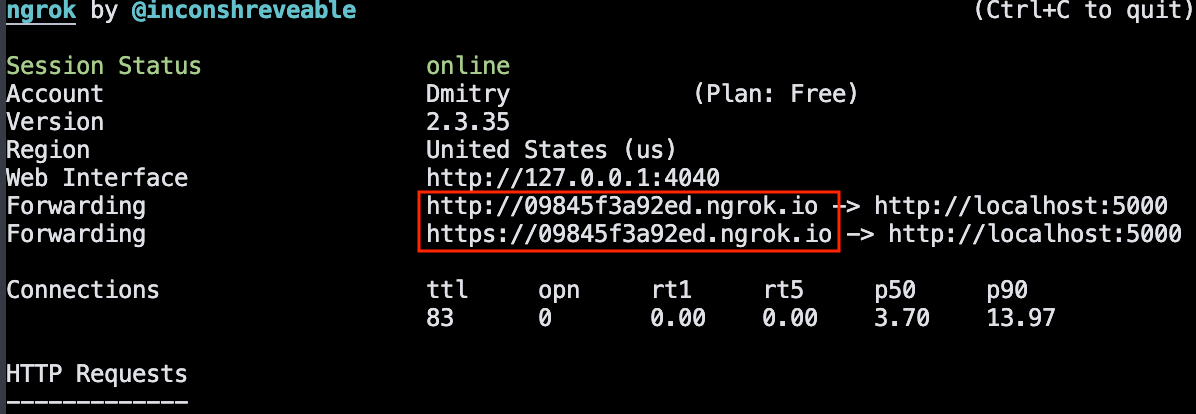 ngrok by @inconshreveable (Ctrl+C to quit)
Session Status online
Account Dmitry (Plan: Free)
Version 2.3.35
Region United States (us)
Web Interface http://127.0.0.1:4040
Forwarding http://09845f3a92ed.ngrok.io -> http://localhost:5000
Forwarding https://09845f3a92ed.ngrok.io -> http://localhost:5000
Connections ttl opn rt1 rt5 p50 p90
83 0 0.00 0.00 3.70 13.97
HTTP Requests
-------------